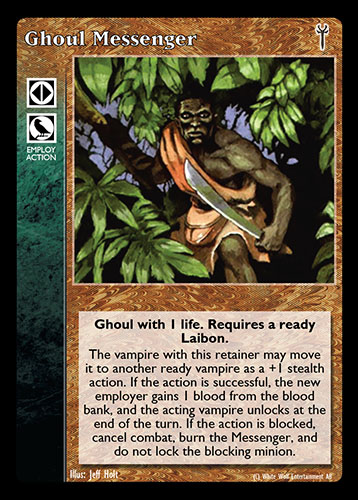 Ghoul Messenger
EMPLOY
ACTION
Ghoul with 1 life. Requires a ready
Laibon.
The vampire with this retainer may move
it to another ready vampire as a +1 stealth
action. If the action is successful, the new
employer gains 1 blood from the blood
bank, and the acting vampire unlocks at the
end of the turn. If the action is blocked,
cancel combat, burn the Messenger, and
do not lock the blocking minion.
Illus: Jeff Holt
(C) White Wolf Entertainment AB